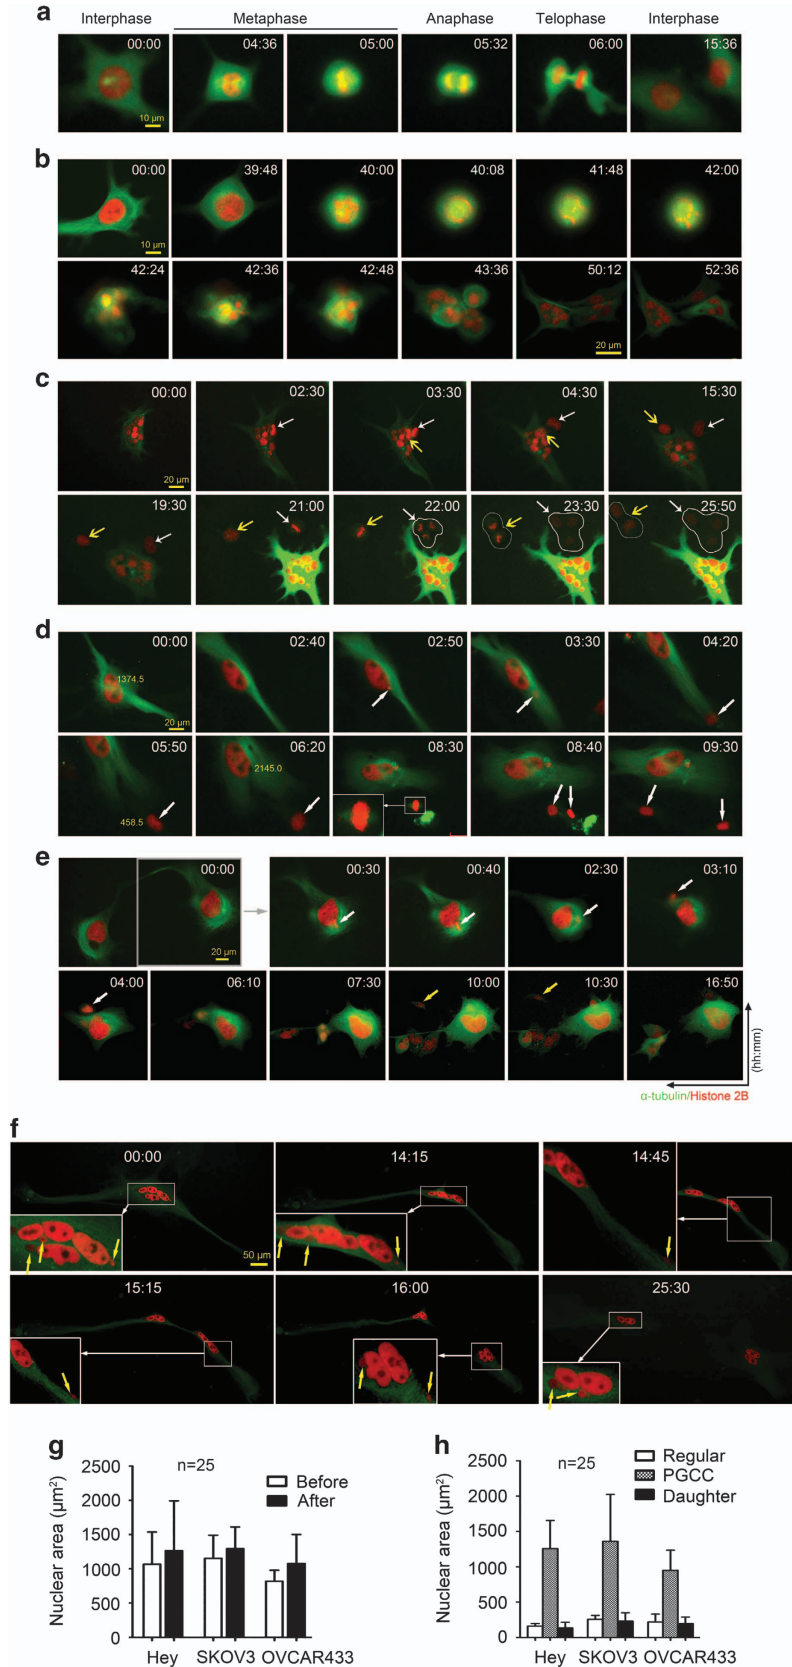 a
Interphase Metaphase Anaphase Telophase Interphase
00:00 04:36 05:00 05:32 06:00 15:36
10 µm
b
00:00 39:48 40:00 40:08 41:48 42:00
10 µm
42:24 42:36 42:48 43:36 50:12 52:36
20 µm
c
00:00 02:30 03:30 04:30 15:30
20 µm
19:30 21:00 22:00 23:30 25:50
d
00:00 02:40 02:50 03:30 04:20
1374.5
20 µm
05:50 06:20 08:30 08:40 09:30
2145.0
458.5
e
00:00 00:30 00:40 02:30 03:10
20 µm
04:00 06:10 07:30 10:00 10:30 16:50
(hh:mm)
α-tubulin/Histone 2B
f
00:00 14:15 14:45
50 µm
15:15 16:00 25:30
g
Nuclear area (µm²)
2500
2000
1500
1000
500
0
n=25
Before
After
Hey SKOV3 OVCAR433
h
Nuclear area (µm²)
2500
2000
1500
1000
500
0
n=25
Regular
PGCC
Daughter
Hey SKOV3 OVCAR433